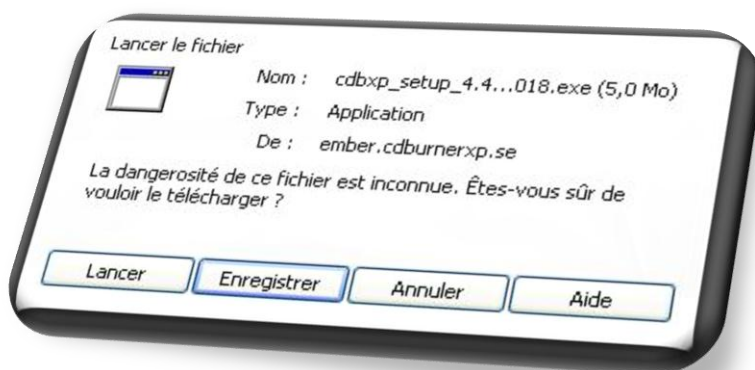 Lancer le fichier
Nom : cdbxp_setup_4.4...018.exe (5,0 Mo)
Type : Application
De : ember.cdburnerxp.se
La dangerosité de ce fichier est inconnue. Êtes-vous sûr de
vouloir le télécharger ?
Lancer Enregistrer Annuler Aide